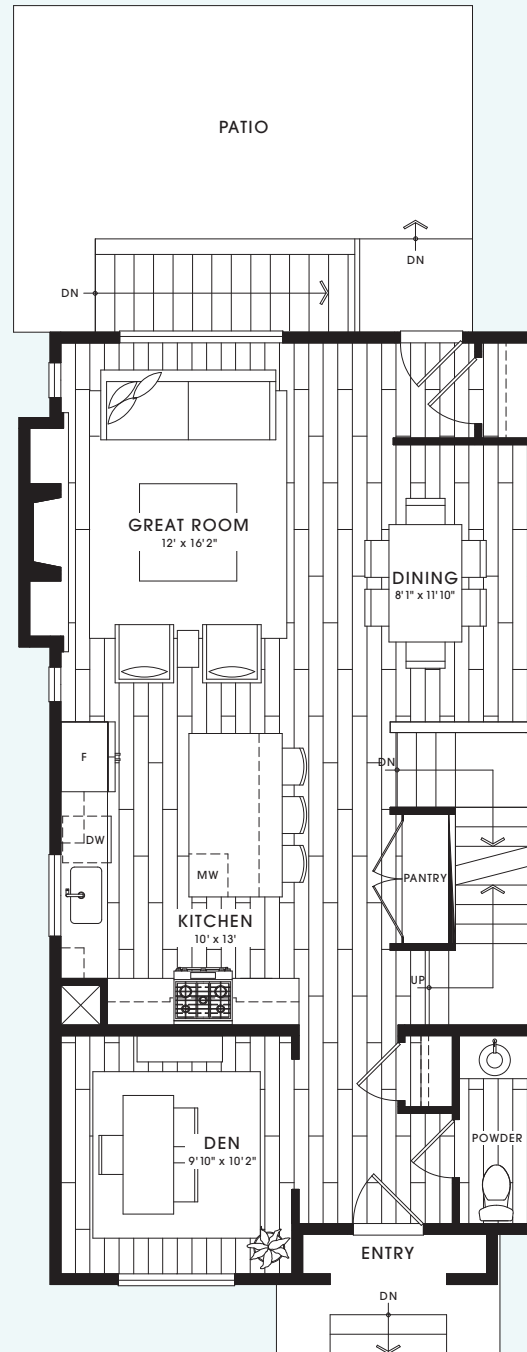 PATIO
DN
DN
GREAT ROOM
12' x 16'2"
DINING
8'1" x 11'10"
F
DN
DW
MW
PANTRY
KITCHEN
10' x 13'
UP
DEN
9'10" x 10'2"
POWDER
ENTRY
DN